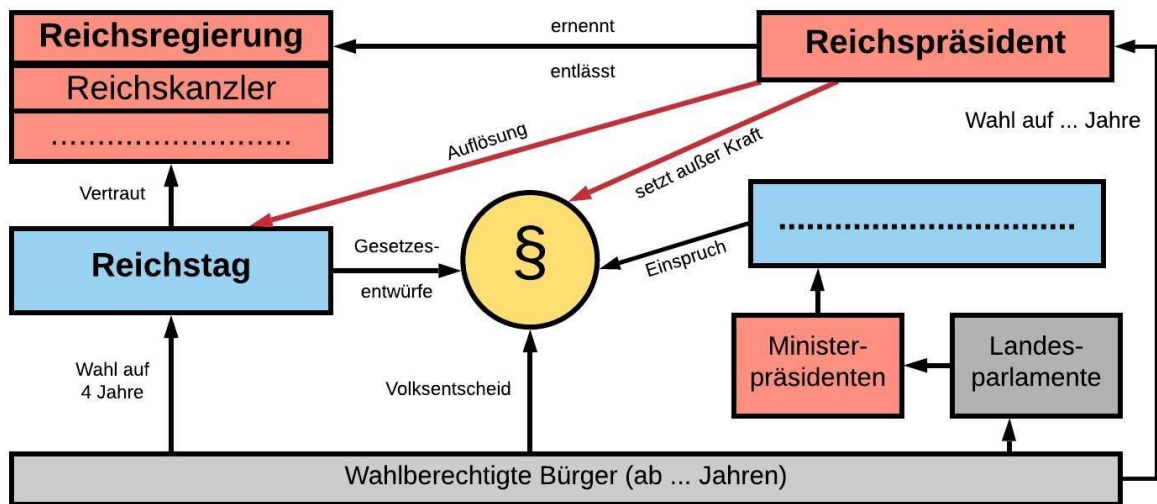 Reichsregierung
Reichskanzler
..........................
ernennt
entlässt
Reichspräsident
Wahl auf ... Jahre
Auflösung
setzt außer Kraft
Vertraut
................................
Reichstag
Gesetzes-
entwürfe
§
Einspruch
Minister-
präsidenten
Landes-
parlamente
Wahl auf
4 Jahre
Volksentscheid
Wahlberechtigte Bürger (ab ... Jahren)